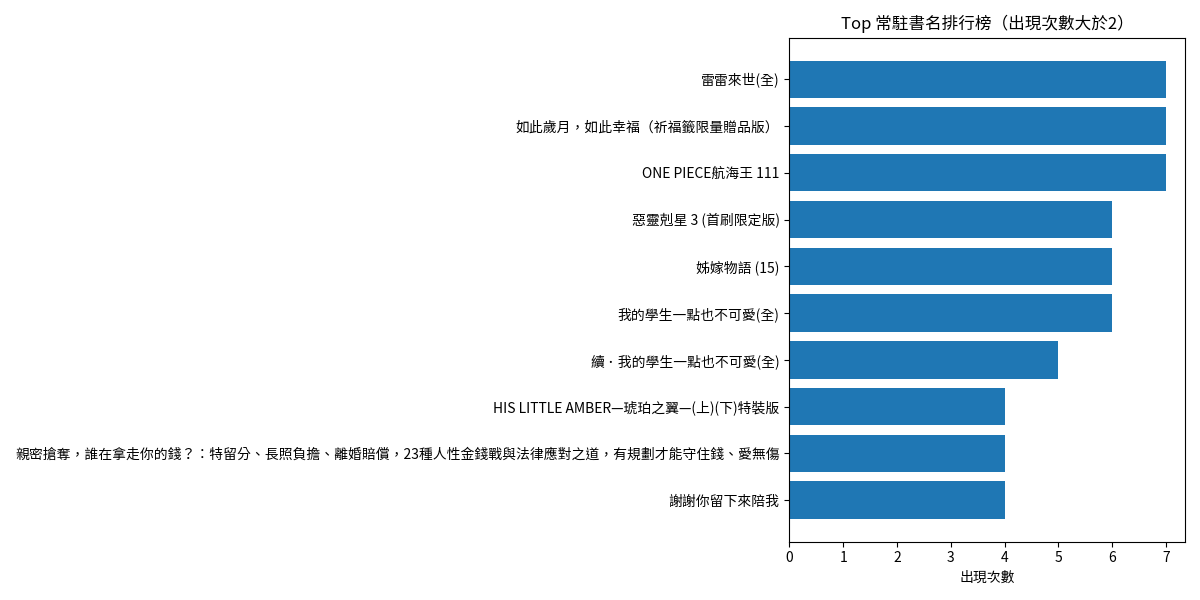 Top 常駐書名排行榜（出現次數大於2）
雷雷來世(全)
如此歲月，如此幸福（祈福籤限量贈品版）
ONE PIECE航海王 111
惡靈剋星 3 (首刷限定版)
姊嫁物語 (15)
我的學生一點也不可愛(全)
續．我的學生一點也不可愛(全)
HIS LITTLE AMBER—琥珀之翼—(上)(下)特裝版
親密搶奪，誰在拿走你的錢？：特留分、長照負擔、離婚賠償，23種人性金錢戰與法律應對之道，有規劃才能守住錢、愛無傷
謝謝你留下來陪我
0 1 2 3 4 5 6 7
出現次數